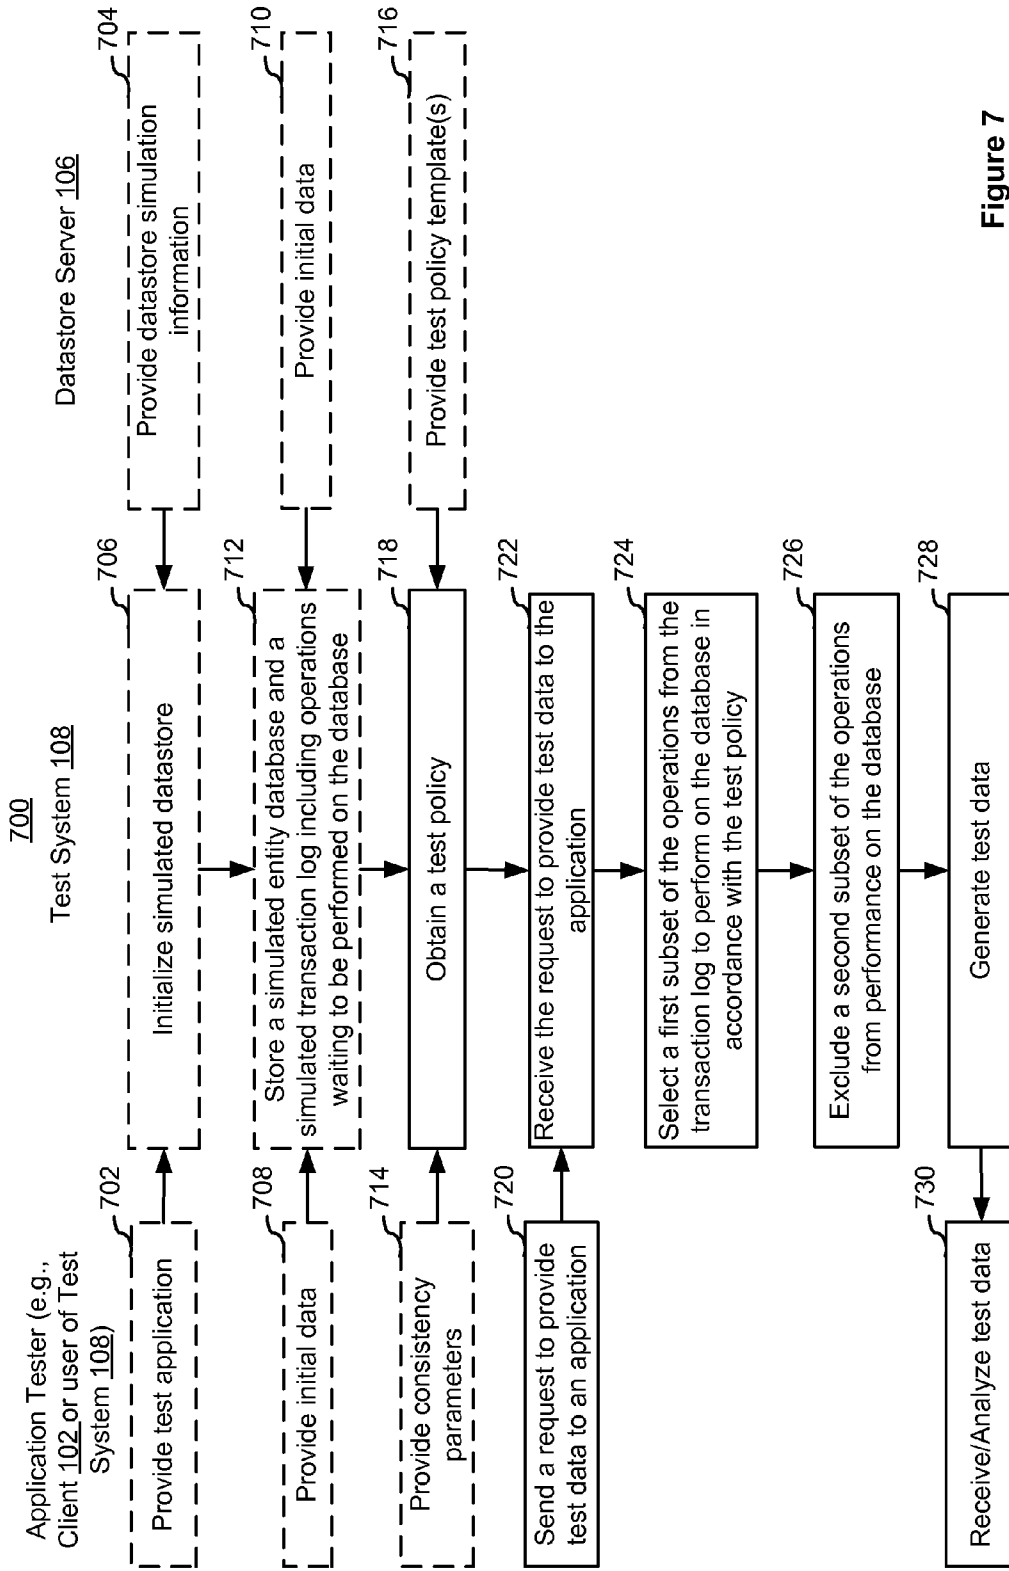 700
Application Tester (e.g.,
Client 102 or user of Test
System 108)
Test System 108
Datastore Server 106
702
Provide test application
706
Initialize simulated datastore
704
Provide datastore simulation
information
708
Provide initial data
712
Store a simulated entity database and a
simulated transaction log including operations
waiting to be performed on the database
710
Provide initial data
714
Provide consistency
parameters
718
Obtain a test policy
716
Provide test policy template(s)
720
Send a request to provide
test data to an application
722
Receive the request to provide test data to the
application
724
Select a first subset of the operations from the
transaction log to perform on the database in
accordance with the test policy
726
Exclude a second subset of the operations
from performance on the database
728
Generate test data
730
Receive/Analyze test data
Figure 7